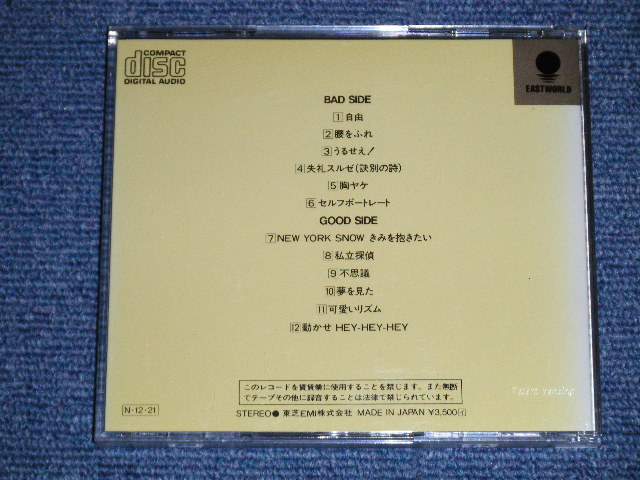 COMPACT
disc
DIGITAL AUDIO
EASTWORLD
BAD SIDE
1 自由
2 腰をふれ
3 うるせえ!
4 失礼スルゼ(訣別の詩)
5 胸ヤケ
6 セルフポートレート
GOOD SIDE
7 NEW YORK SNOW きみを抱きたい
8 私立探偵
9 不思議
10 夢を見た
11 可愛いリズム
12 動かせ HEY-HEY-HEY
このレコードを賃貸業に使用することを禁じます。また無断
でテープその他に録音することは法律で禁じられています。
N・12・21
STEREO● 東芝EMI株式会社 MADE IN JAPAN ¥3,500